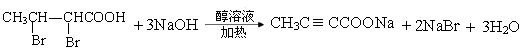 CH₃CH—CHCOOH + 3NaOH 醇溶液 加热 → CH₃C≡CCOONa + 2NaBr + 3H₂O
Br Br